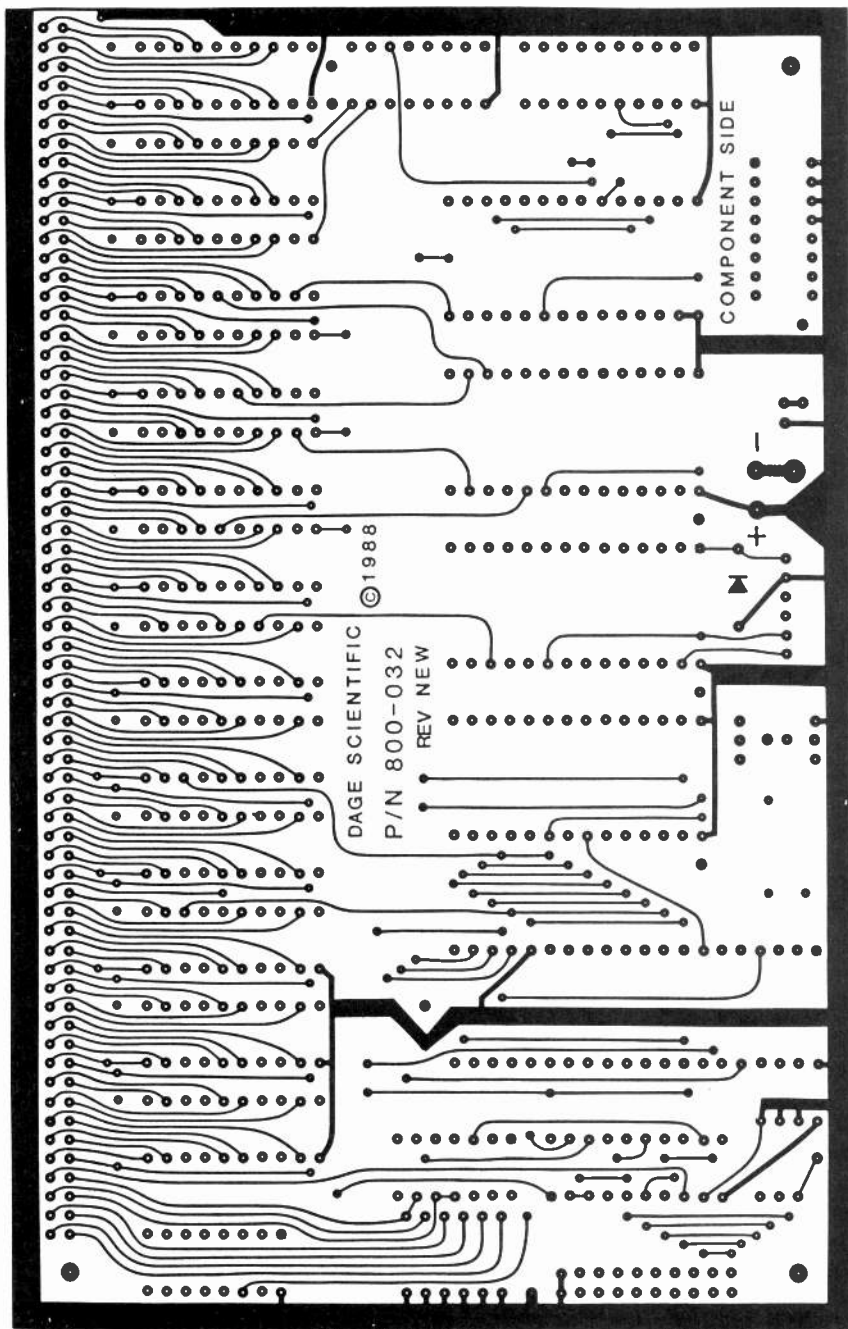 COMPONENT SIDE
-
+
DAGE SCIENTIFIC ©1988
P/N 800-032
REV NEW